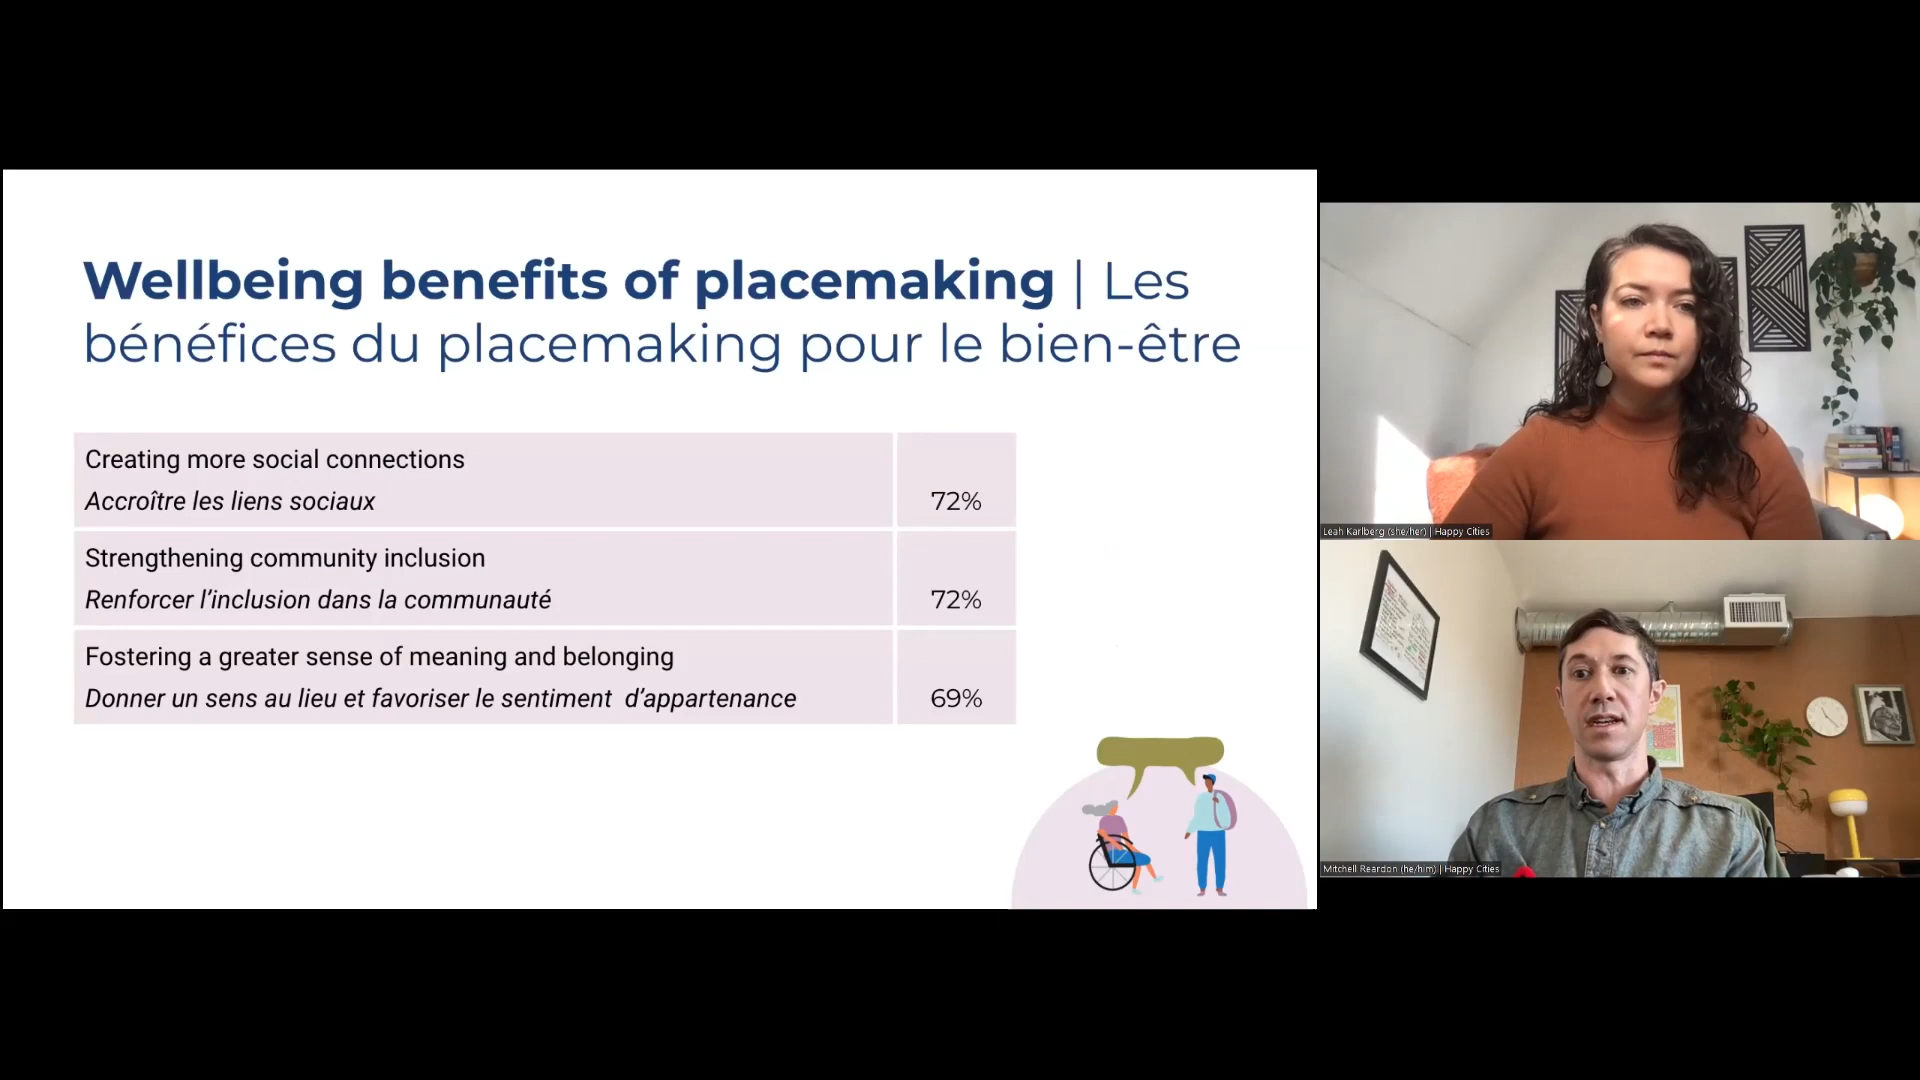 Wellbeing benefits of placemaking | Les
bénéfices du placemaking pour le bien-être
Creating more social connections
Accroître les liens sociaux
72%
Strengthening community inclusion
Renforcer l’inclusion dans la communauté
72%
Fostering a greater sense of meaning and belonging
Donner un sens au lieu et favoriser le sentiment  d’appartenance
69%
Leah Karlberg (she/her) | Happy Cities
Mitchell Reardon (he/him) | Happy Cities